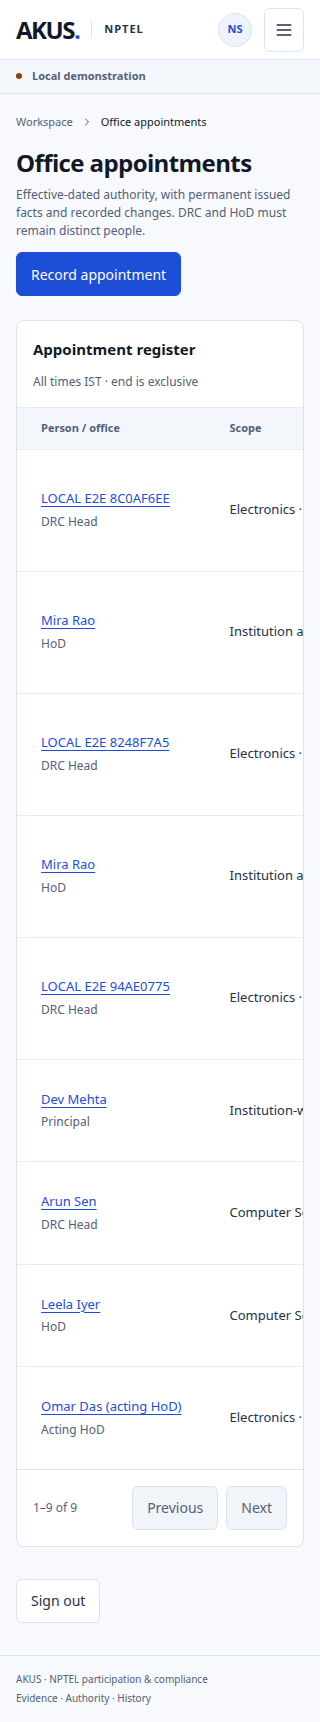 AKUS. NPTEL NS
Local demonstration
Workspace > Office appointments
Office appointments
Effective-dated authority, with permanent issued
facts and recorded changes. DRC and HoD must
remain distinct people.
Record appointment
Appointment register
All times IST · end is exclusive
Person / office Scope
LOCAL E2E 8C0AF6EE
DRC Head
Electronics ·
Mira Rao
HoD
Institution a
LOCAL E2E 8248F7A5
DRC Head
Electronics ·
Mira Rao
HoD
Institution a
LOCAL E2E 94AE0775
DRC Head
Electronics ·
Dev Mehta
Principal
Institution-w
Arun Sen
DRC Head
Computer Se
Leela Iyer
HoD
Computer Se
Omar Das (acting HoD)
Acting HoD
Electronics ·
1–9 of 9 Previous Next
Sign out
AKUS · NPTEL participation & compliance
Evidence · Authority · History